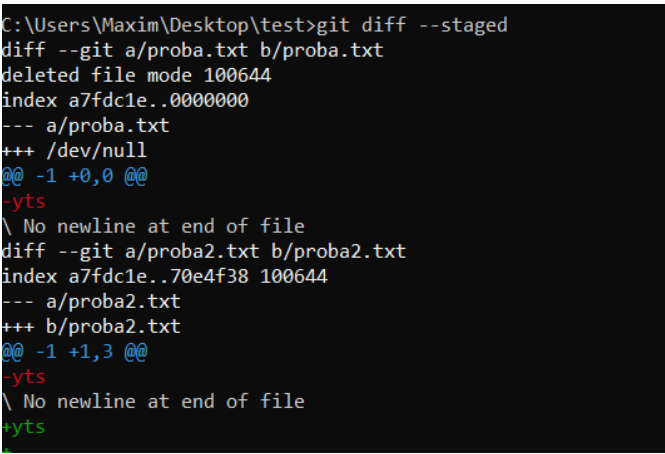 C:\Users\Maxim\Desktop\test>git diff --staged
diff --git a/proba.txt b/proba.txt
deleted file mode 100644
index a7fdc1e..0000000
--- a/proba.txt
+++ /dev/null
@@ -1 +0,0 @@
-yts
\ No newline at end of file
diff --git a/proba2.txt b/proba2.txt
index a7fdc1e..70e4f38 100644
--- a/proba2.txt
+++ b/proba2.txt
@@ -1 +1,3 @@
-yts
\ No newline at end of file
+yts
+